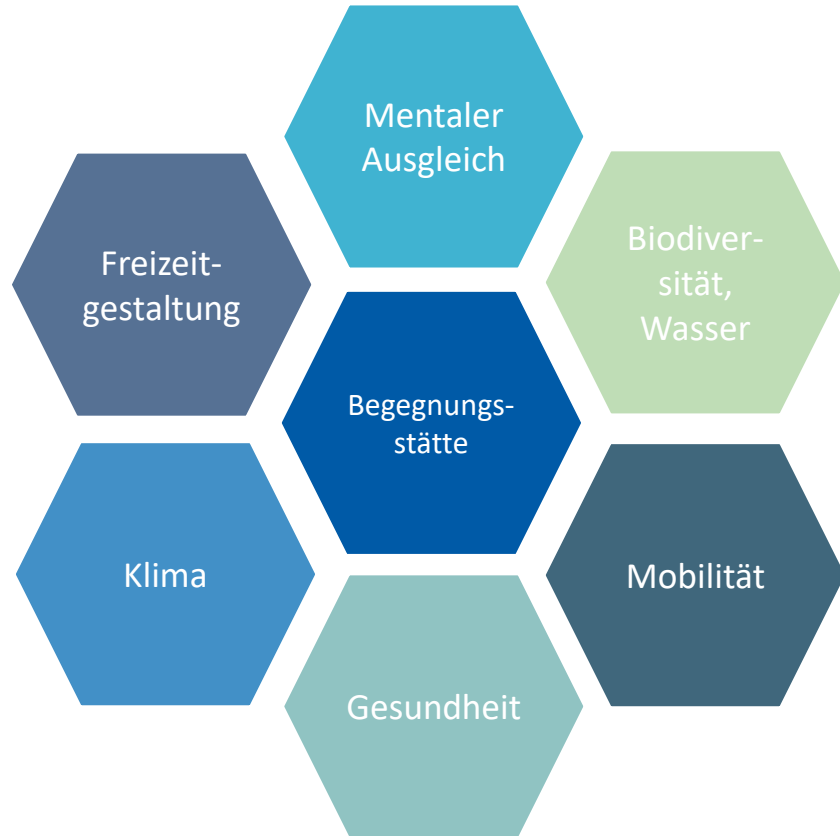 Mentaler
Ausgleich
Freizeit-
gestaltung
Biodiver-
sität,
Wasser
Begegnungs-
stätte
Klima
Mobilität
Gesundheit